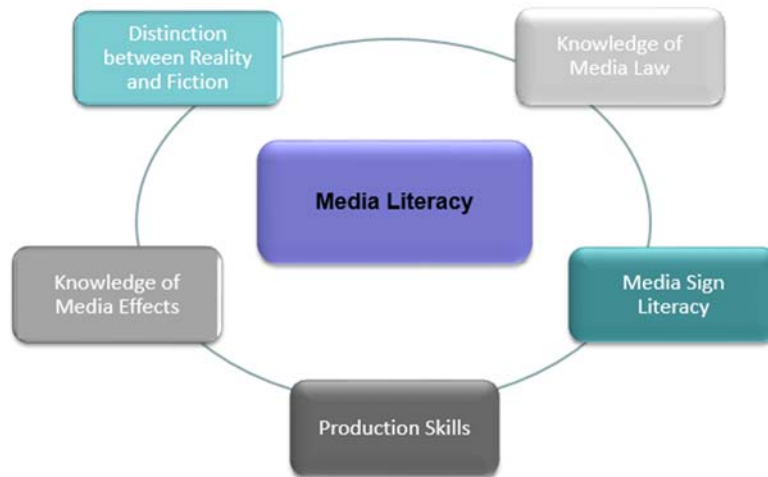 Distinction
between Reality
and Fiction
Knowledge of
Media Law
Media Literacy
Knowledge of
Media Effects
Media Sign
Literacy
Production Skills